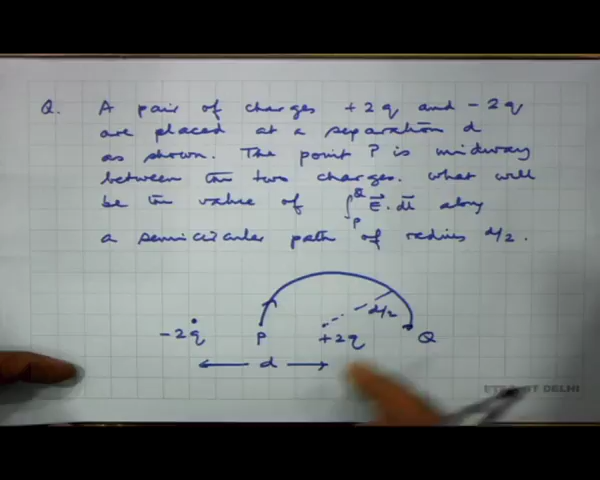 Q. A pair of charges +2q and -2q
are placed at a separation d
as shown. The point P is midway
between the two charges. What will
be the value of ∫_P^Q E⃗. dl⃗ along
a semicircular path of radius d/2.
d/2
-2q P +2q Q
d
DELHI